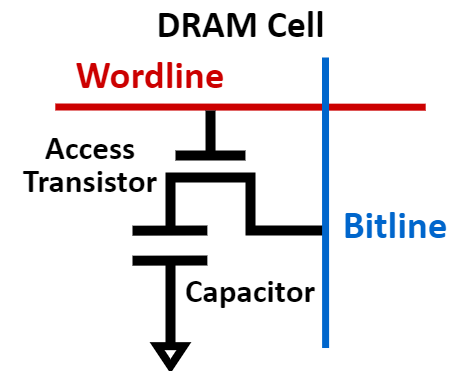 DRAM Cell
Wordline
Access
Transistor
Bitline
Capacitor